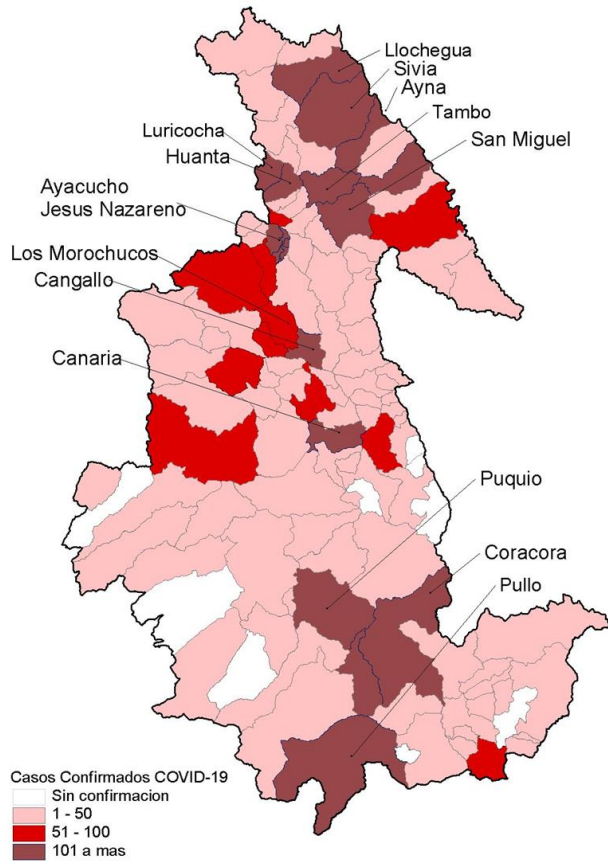 Llochegua
Sivia
Ayna
Tambo
San Miguel
Luricocha
Huanta
Ayacucho
Jesus Nazareno
Los Morochucos
Cangallo
Canaria
Puquio
Coracora
Pullo
Casos Confirmados COVID-19
Sin confirmacion
1 - 50
51 - 100
101 a mas